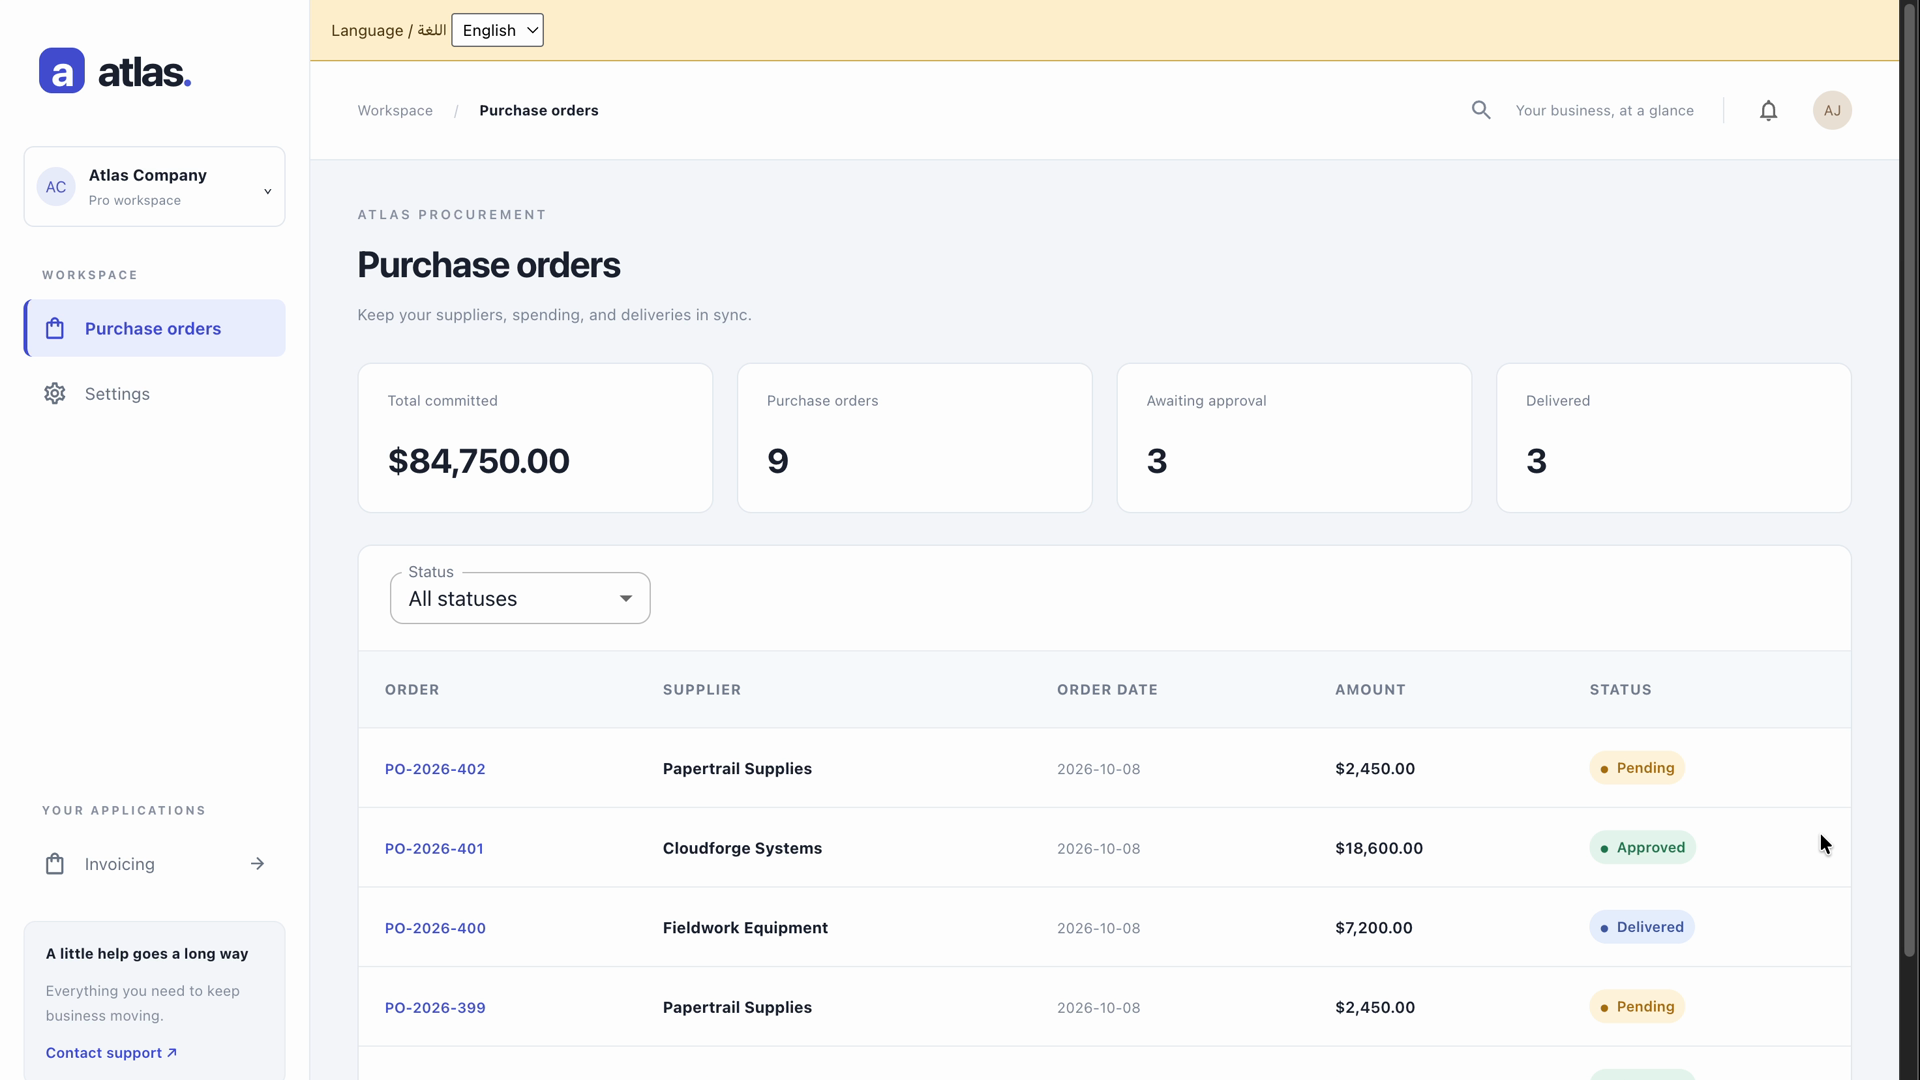 a atlas.
AC
Atlas Company
Pro workspace
WORKSPACE
Purchase orders
Settings
YOUR APPLICATIONS
Invoicing
A little help goes a long way
Everything you need to keep
business moving.
Contact support ↗
Language / اللغة English
Workspace / Purchase orders
Your business, at a glance
AJ
ATLAS PROCUREMENT
Purchase orders
Keep your suppliers, spending, and deliveries in sync.
Total committed
$84,750.00
Purchase orders
9
Awaiting approval
3
Delivered
3
Status
All statuses
ORDER SUPPLIER ORDER DATE AMOUNT STATUS
PO-2026-402 Papertrail Supplies 2026-10-08 $2,450.00 Pending
PO-2026-401 Cloudforge Systems 2026-10-08 $18,600.00 Approved
PO-2026-400 Fieldwork Equipment 2026-10-08 $7,200.00 Delivered
PO-2026-399 Papertrail Supplies 2026-10-08 $2,450.00 Pending